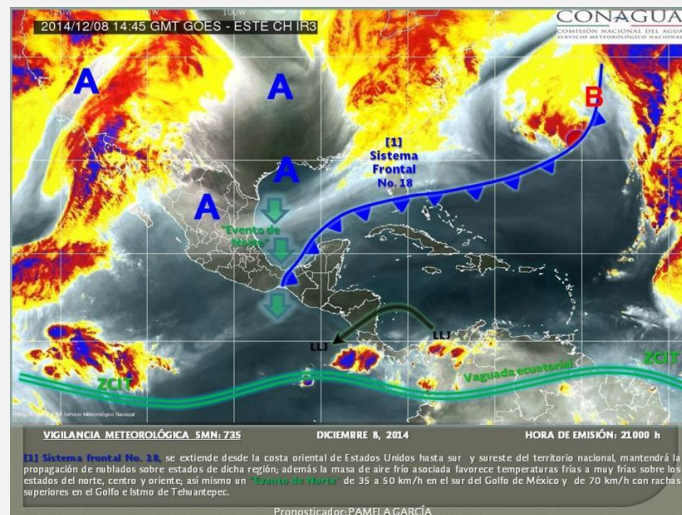 2014/12/08 14:45 GMT GOES - ESTE CH IR3
CONAGUA
COMISIÓN NACIONAL DEL AGUA
SERVICIO METEOROLÓGICO NACIONAL
A
A
B
[1]
Sistema
Frontal
No. 18
A
A
"Evento de
Norte"
LLJ
LLJ
ZCIT
Vaguada ecuatorial
ZCIT
Servicio Meteorológico Nacional
VIGILANCIA METEOROLÓGICA SMN: 735 DICIEMBRE 8, 2014 HORA DE EMISIÓN: 21000 h
[1] Sistema frontal No. 18, se extiende desde la costa oriental de Estados Unidos hasta sur y sureste del territorio nacional, mantendrá la
propagación de nublados sobre estados de dicha región; además la masa de aire frío asociada favorece temperaturas frías a muy frías sobre los
estados del norte, centro y oriente; así mismo un "Evento de Norte" de 35 a 50 km/h en el sur del Golfo de México y de 70 km/h con rachas
superiores en el Golfo e Istmo de Tehuantepec.
Pronosticador: PAMELA GARCÍA